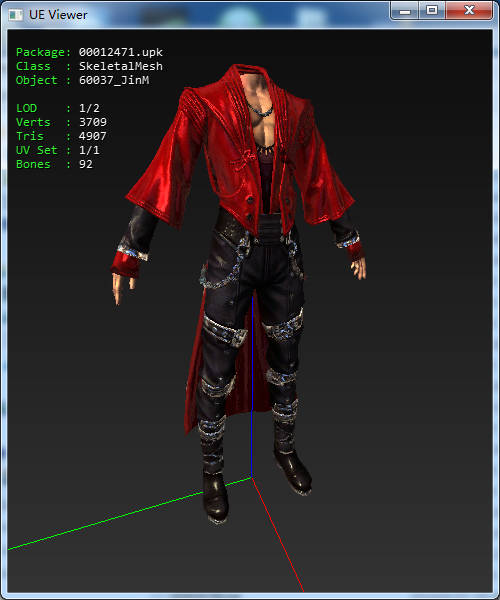 UE Viewer
Package: 00012471.upk
Class : SkeletalMesh
Object : 60037_JinM
LOD : 1/2
Verts : 3709
Tris : 4907
UV Set : 1/1
Bones : 92